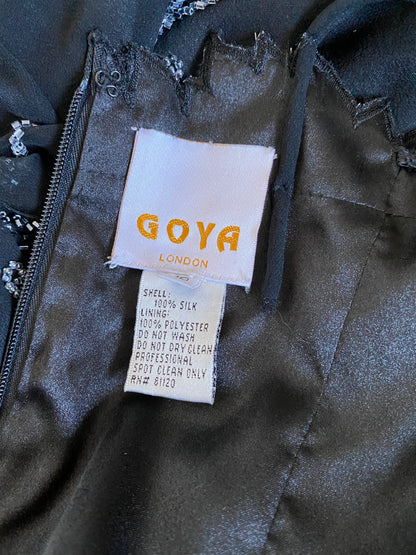 GOYA
LONDON
SHELL:
100% SILK
LINING:
100% POLYESTER
DO NOT WASH
DO NOT DRY CLEAN
PROFESSIONAL
SPOT CLEAN ONLY
RN# 81120